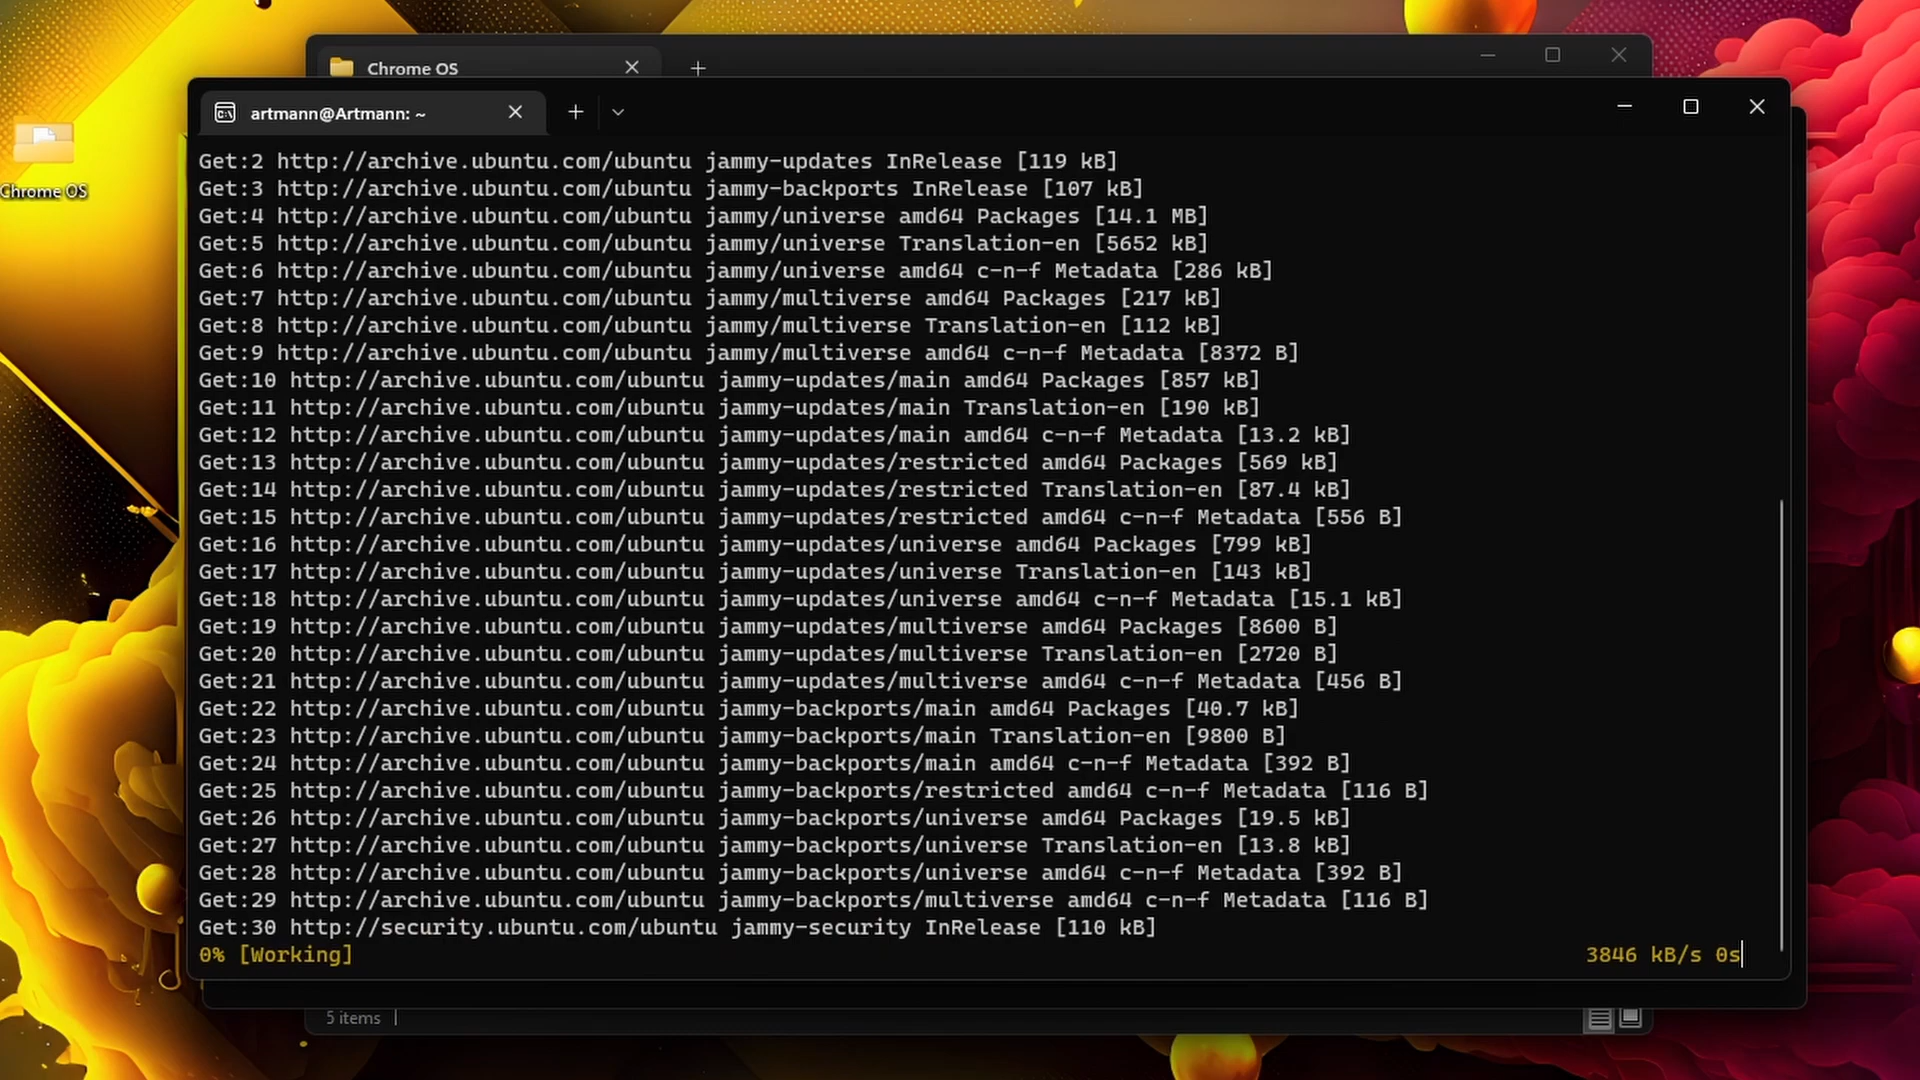 Chrome OS
artmann@Artmann: ~
Get:2 http://archive.ubuntu.com/ubuntu jammy-updates InRelease [119 kB]
Get:3 http://archive.ubuntu.com/ubuntu jammy-backports InRelease [107 kB]
Get:4 http://archive.ubuntu.com/ubuntu jammy/universe amd64 Packages [14.1 MB]
Get:5 http://archive.ubuntu.com/ubuntu jammy/universe Translation-en [5652 kB]
Get:6 http://archive.ubuntu.com/ubuntu jammy/universe amd64 c-n-f Metadata [286 kB]
Get:7 http://archive.ubuntu.com/ubuntu jammy/multiverse amd64 Packages [217 kB]
Get:8 http://archive.ubuntu.com/ubuntu jammy/multiverse Translation-en [112 kB]
Get:9 http://archive.ubuntu.com/ubuntu jammy/multiverse amd64 c-n-f Metadata [8372 B]
Get:10 http://archive.ubuntu.com/ubuntu jammy-updates/main amd64 Packages [857 kB]
Get:11 http://archive.ubuntu.com/ubuntu jammy-updates/main Translation-en [190 kB]
Get:12 http://archive.ubuntu.com/ubuntu jammy-updates/main amd64 c-n-f Metadata [13.2 kB]
Get:13 http://archive.ubuntu.com/ubuntu jammy-updates/restricted amd64 Packages [569 kB]
Get:14 http://archive.ubuntu.com/ubuntu jammy-updates/restricted Translation-en [87.4 kB]
Get:15 http://archive.ubuntu.com/ubuntu jammy-updates/restricted amd64 c-n-f Metadata [556 B]
Get:16 http://archive.ubuntu.com/ubuntu jammy-updates/universe amd64 Packages [799 kB]
Get:17 http://archive.ubuntu.com/ubuntu jammy-updates/universe Translation-en [143 kB]
Get:18 http://archive.ubuntu.com/ubuntu jammy-updates/universe amd64 c-n-f Metadata [15.1 kB]
Get:19 http://archive.ubuntu.com/ubuntu jammy-updates/multiverse amd64 Packages [8600 B]
Get:20 http://archive.ubuntu.com/ubuntu jammy-updates/multiverse Translation-en [2720 B]
Get:21 http://archive.ubuntu.com/ubuntu jammy-updates/multiverse amd64 c-n-f Metadata [456 B]
Get:22 http://archive.ubuntu.com/ubuntu jammy-backports/main amd64 Packages [40.7 kB]
Get:23 http://archive.ubuntu.com/ubuntu jammy-backports/main Translation-en [9800 B]
Get:24 http://archive.ubuntu.com/ubuntu jammy-backports/main amd64 c-n-f Metadata [392 B]
Get:25 http://archive.ubuntu.com/ubuntu jammy-backports/restricted amd64 c-n-f Metadata [116 B]
Get:26 http://archive.ubuntu.com/ubuntu jammy-backports/universe amd64 Packages [19.5 kB]
Get:27 http://archive.ubuntu.com/ubuntu jammy-backports/universe Translation-en [13.8 kB]
Get:28 http://archive.ubuntu.com/ubuntu jammy-backports/universe amd64 c-n-f Metadata [392 B]
Get:29 http://archive.ubuntu.com/ubuntu jammy-backports/multiverse amd64 c-n-f Metadata [116 B]
Get:30 http://security.ubuntu.com/ubuntu jammy-security InRelease [110 kB]
0% [Working] 3846 kB/s 0s
5 items
Chrome OS